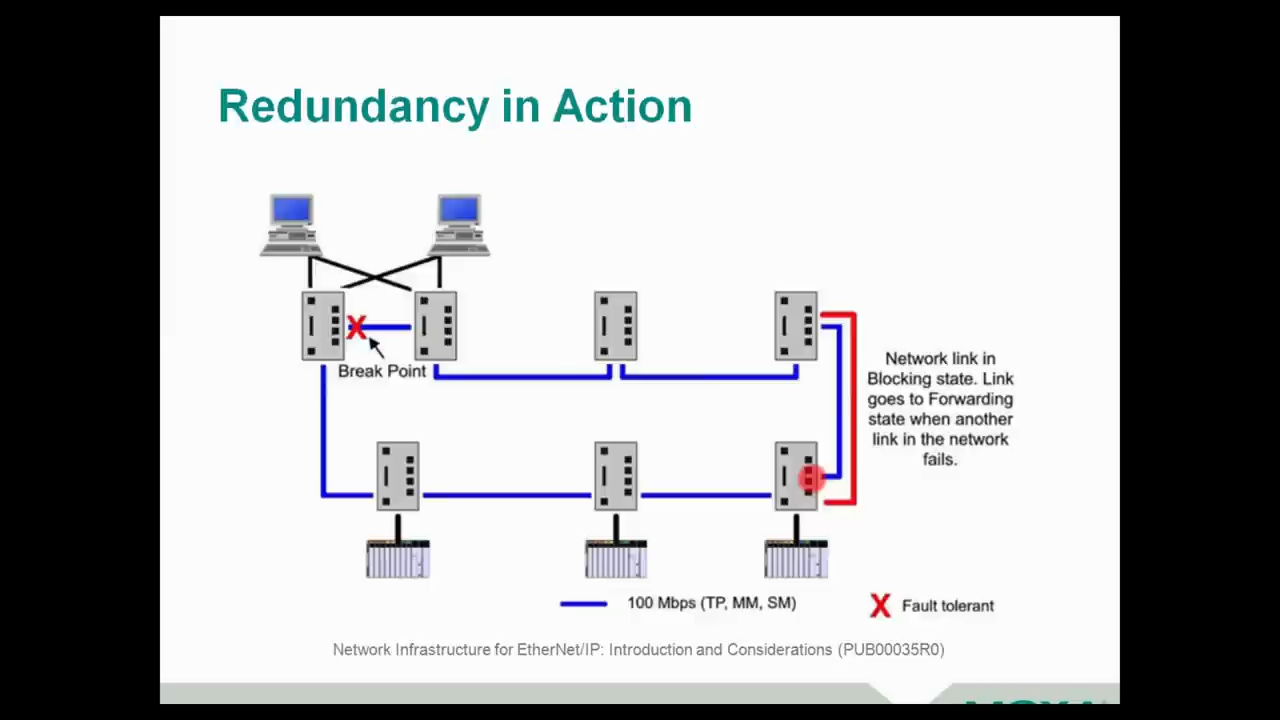 Redundancy in Action
X
Break Point
Network link in
Blocking state. Link
goes to Forwarding
state when another
link in the network
fails.
100 Mbps (TP, MM, SM)
X Fault tolerant
Network Infrastructure for EtherNet/IP: Introduction and Considerations (PUB00035R0)